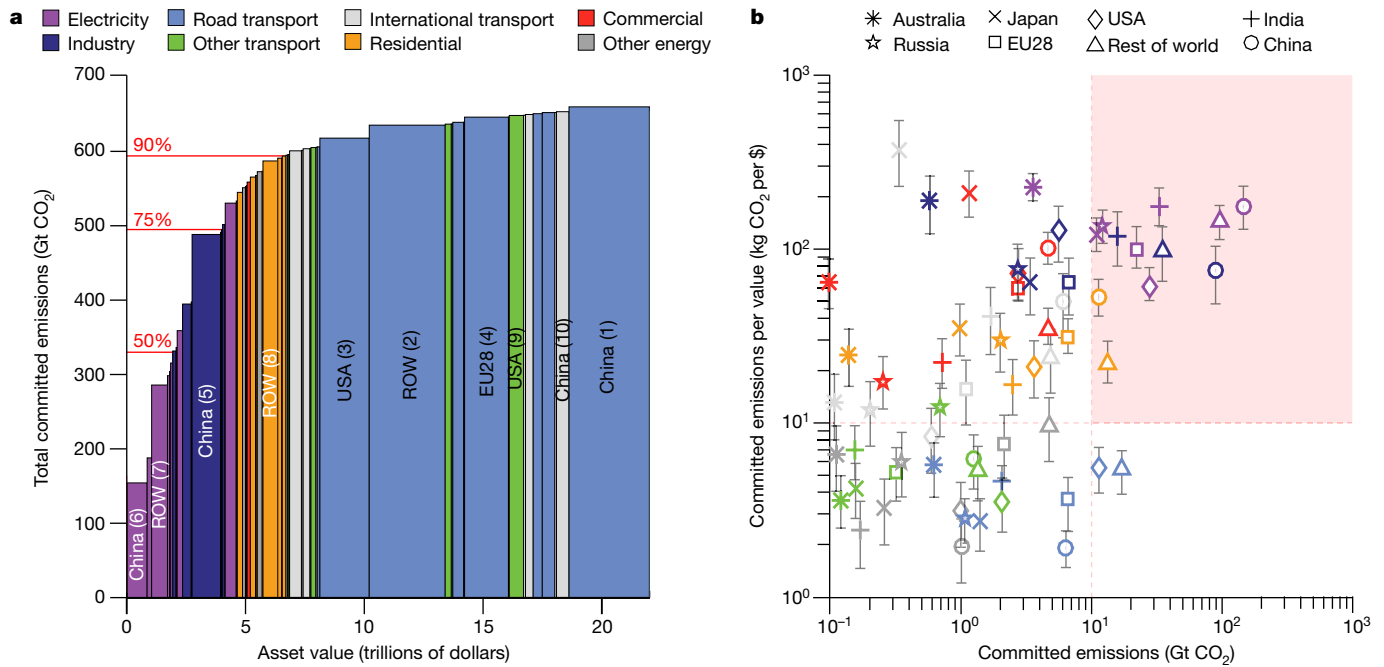 a
Electricity
Road transport
International transport
Commercial
Industry
Other transport
Residential
Other energy
Total committed emissions (Gt CO2)
700
600
500
400
300
200
100
0
90%
75%
50%
China (6)
ROW (7)
China (5)
ROW (8)
USA (3)
ROW (2)
EU28 (4)
USA (9)
China (10)
China (1)
0
5
10
15
20
Asset value (trillions of dollars)
b
Australia
Japan
USA
India
Russia
EU28
Rest of world
China
Committed emissions per value (kg CO2 per $)
10³
10²
10¹
10⁰
10⁻¹
10⁰
10¹
10²
10³
Committed emissions (Gt CO2)